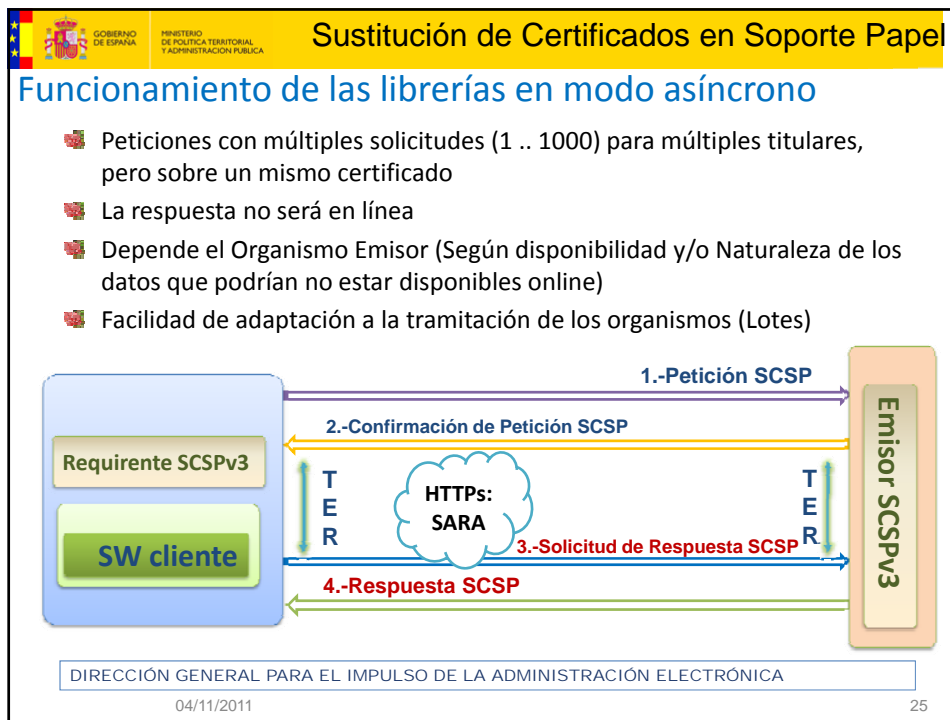 GOBIERNO
DE ESPAÑA
MINISTERIO
DE POLITICA TERRITORIAL
Y ADMINISTRACION PUBLICA
Sustitución de Certificados en Soporte Papel
Funcionamiento de las librerías en modo asíncrono
Peticiones con múltiples solicitudes (1 .. 1000) para múltiples titulares,
pero sobre un mismo certificado
La respuesta no será en línea
Depende el Organismo Emisor (Según disponibilidad y/o Naturaleza de los
datos que podrían no estar disponibles online)
Facilidad de adaptación a la tramitación de los organismos (Lotes)
1.-Petición SCSP
2.-Confirmación de Petición SCSP
Requirente SCSPv3
SW cliente
T
E
R
HTTPs:
SARA
T
E
R
3.-Solicitud de Respuesta SCSP
4.-Respuesta SCSP
Emisor SCSPv3
DIRECCIÓN GENERAL PARA EL IMPULSO DE LA ADMINISTRACIÓN ELECTRÓNICA
04/11/2011
25